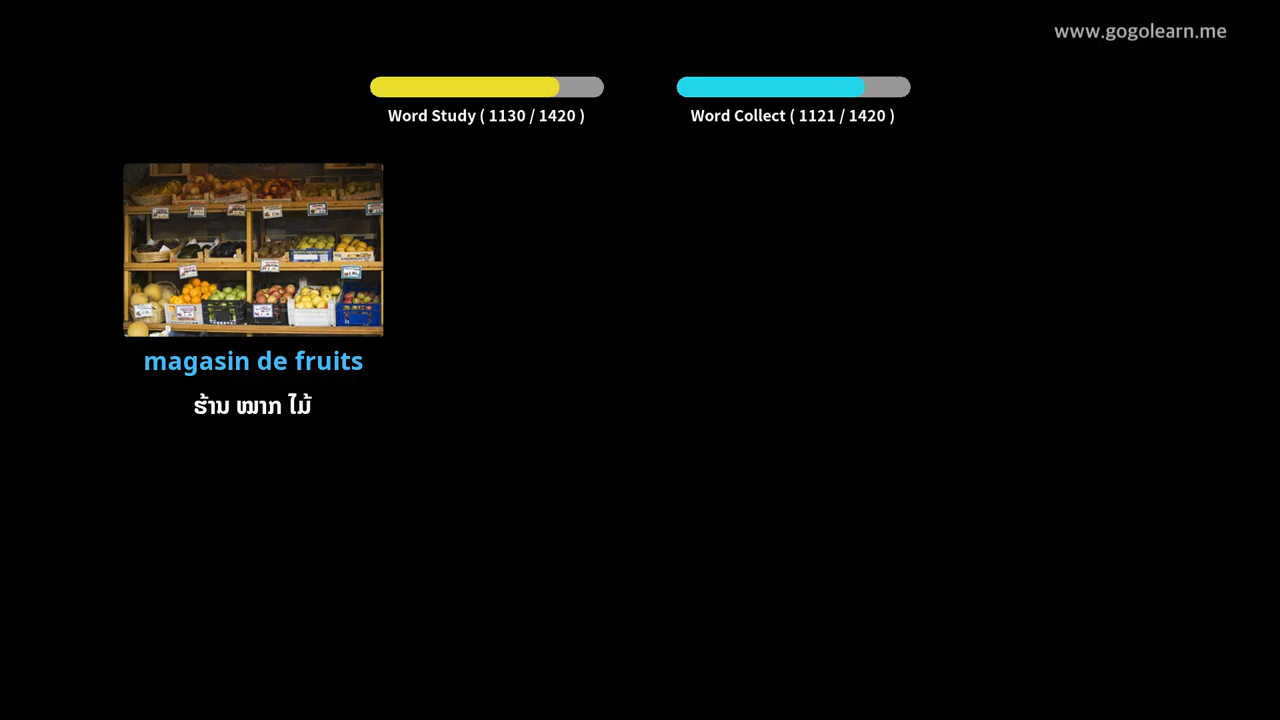 www.gogolearn.me
Word Study ( 1130 / 1420 )
Word Collect ( 1121 / 1420 )
magasin de fruits
ຮ້ານ ໝາກ ໄມ້